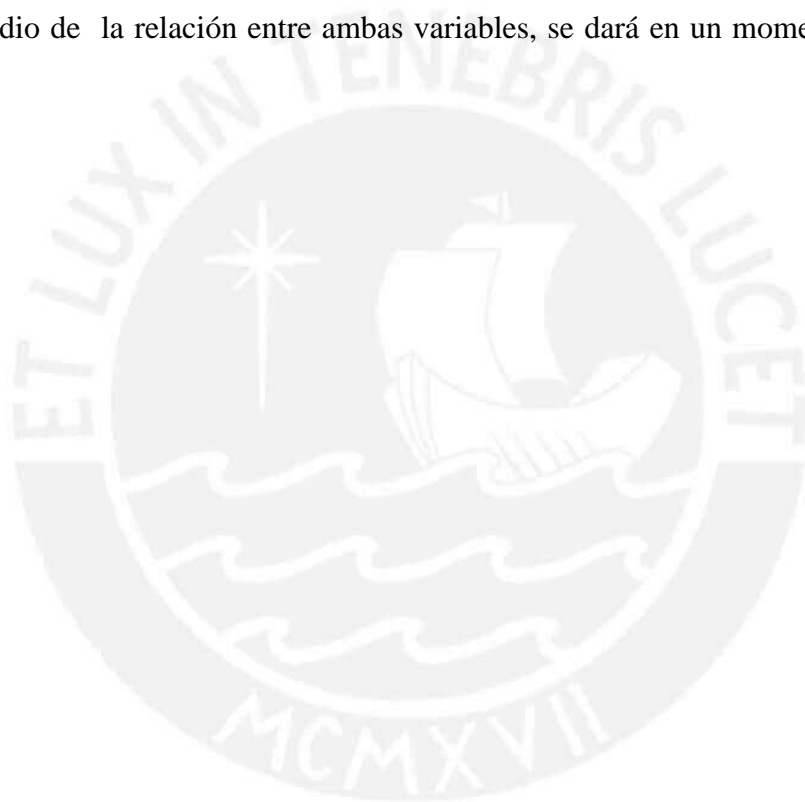 dio de  la relación entre ambas variables, se dará en un mome
ET LUX IN TENEBRIS LUCET
MCMXVII